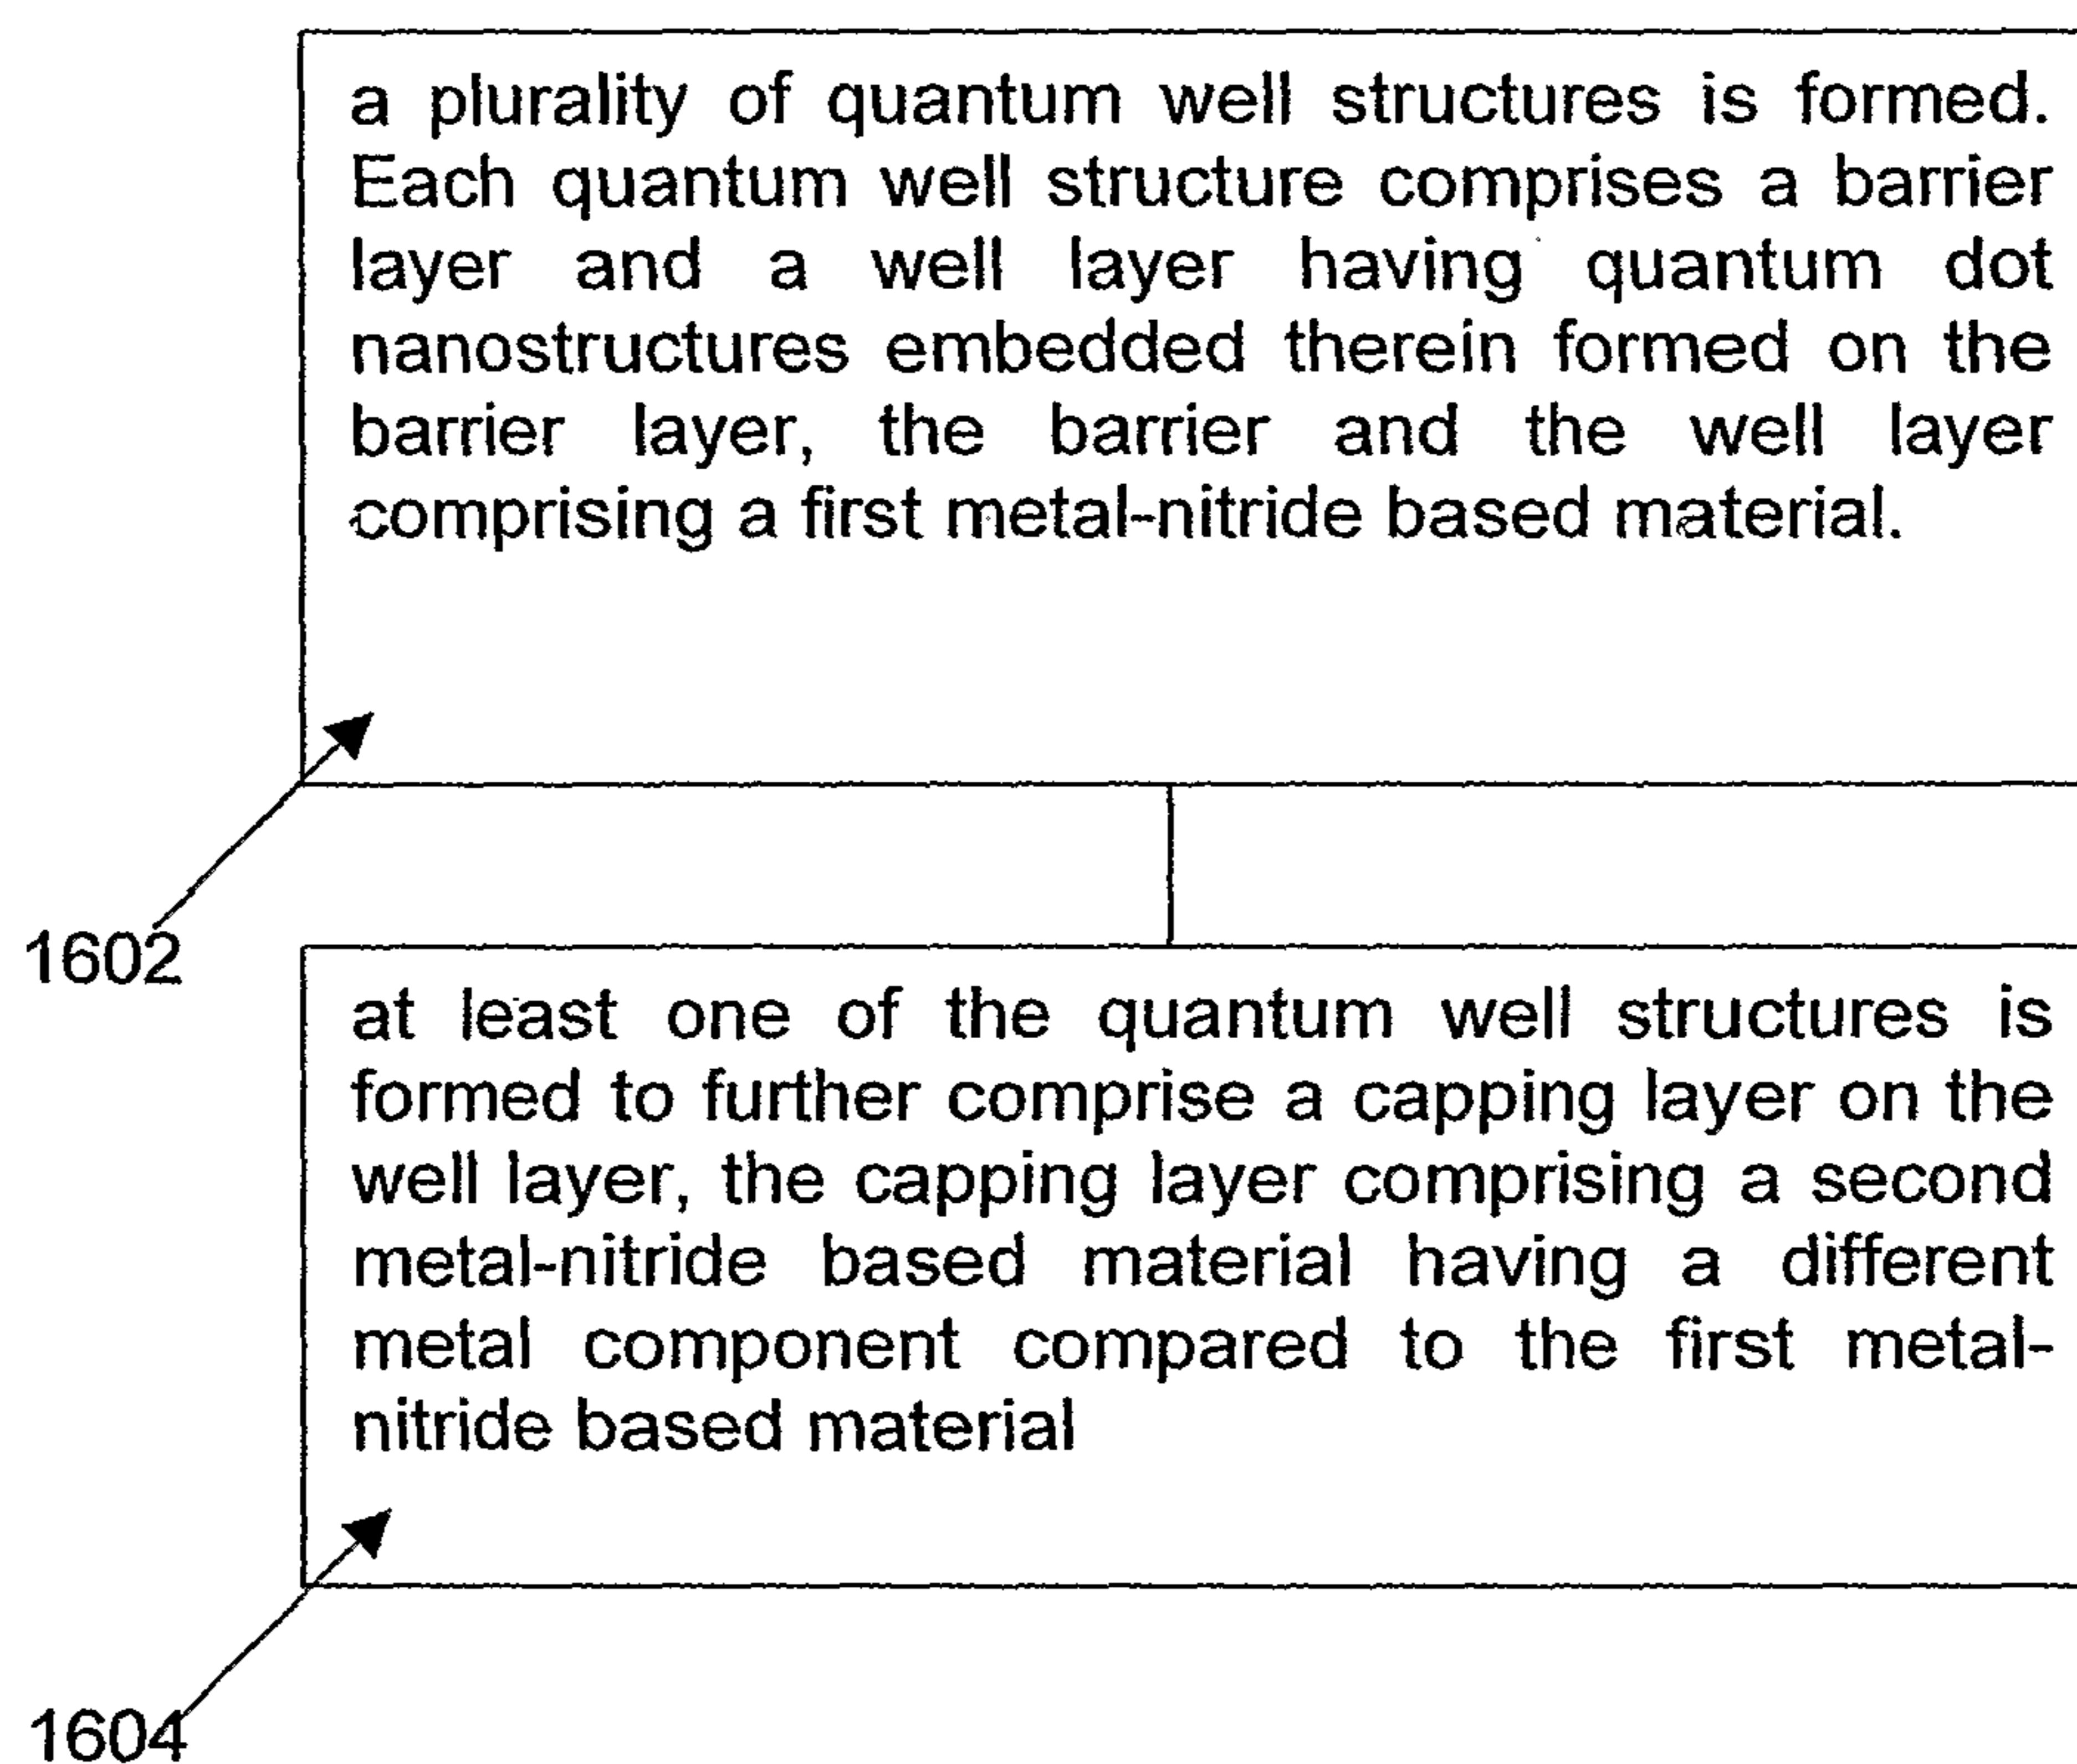 a plurality of quantum well structures is formed.
Each quantum well structure comprises a barrier
layer and a well layer having quantum dot
nanostructures embedded therein formed on the
barrier layer, the barrier and the well layer
comprising a first metal-nitride based material.
1602
at least one of the quantum well structures is
formed to further comprise a capping layer on the
well layer, the capping layer comprising a second
metal-nitride based material having a different
metal component compared to the first metal-
nitride based material
1604